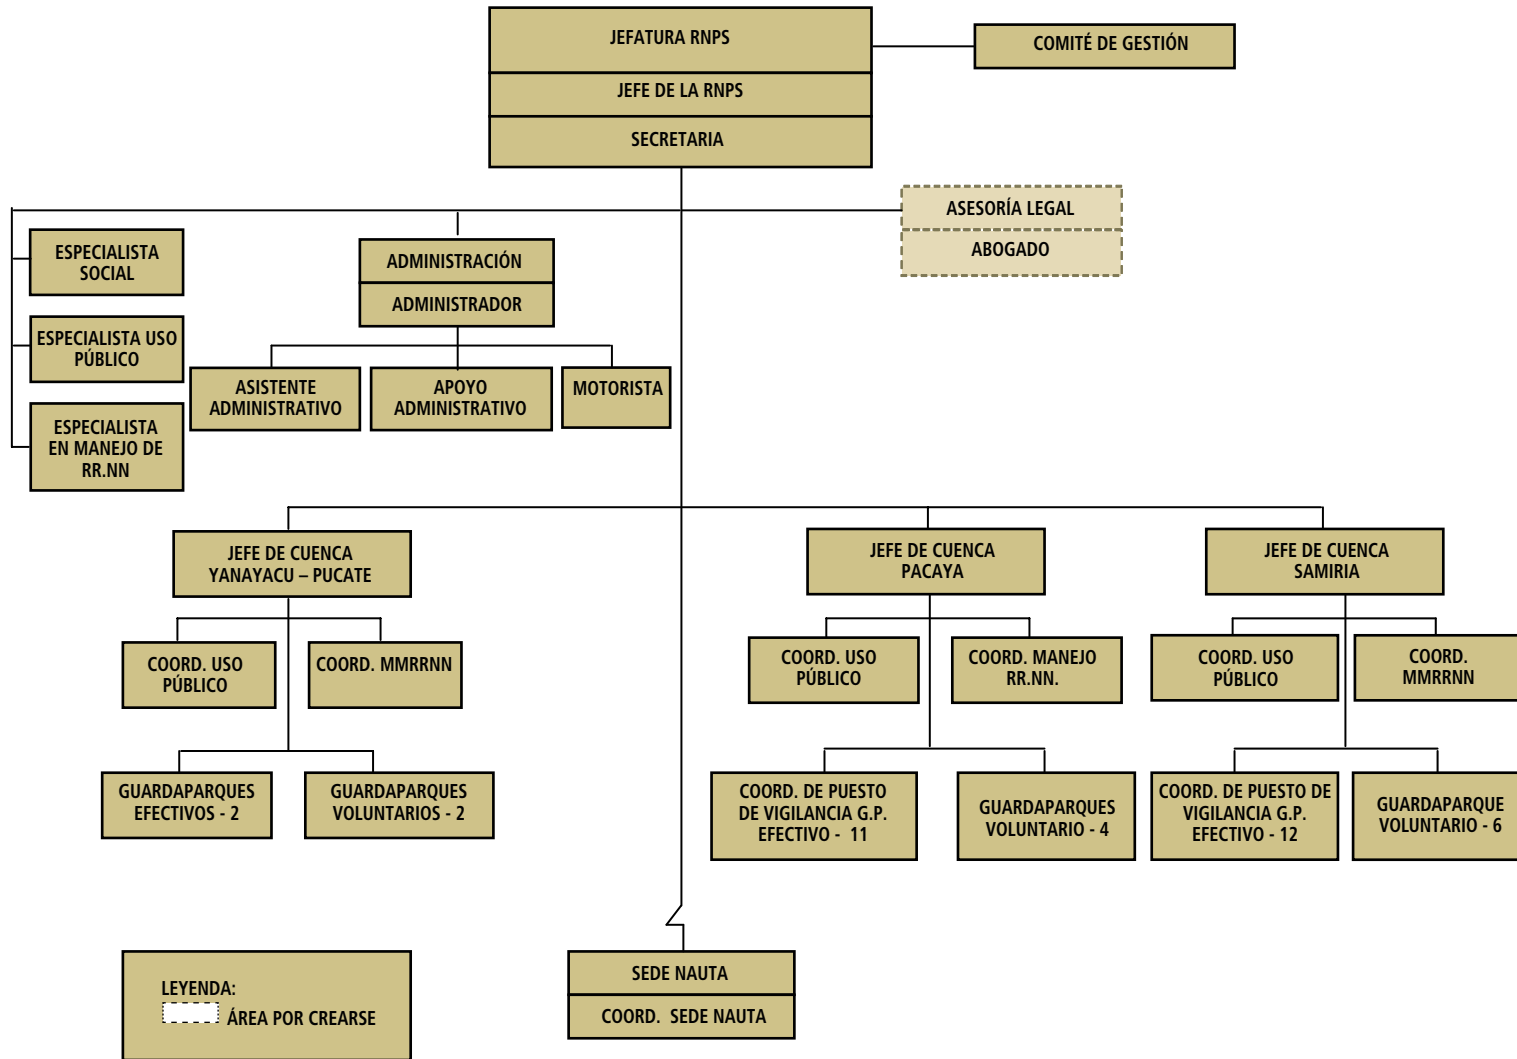 JEFATURA RNPS
COMITÉ DE GESTIÓN
JEFE DE LA RNPS
SECRETARIA
ASESORÍA LEGAL
ABOGADO
ESPECIALISTA
SOCIAL
ESPECIALISTA USO
PÚBLICO
ESPECIALISTA
EN MANEJO DE
RR.NN
ADMINISTRACIÓN
ADMINISTRADOR
ASISTENTE
ADMINISTRATIVO
APOYO
ADMINISTRATIVO
MOTORISTA
JEFE DE CUENCA
YANAYACU – PUCATE
COORD. USO
PÚBLICO
COORD. MMRRNN
GUARDAPARQUES
EFECTIVOS - 2
GUARDAPARQUES
VOLUNTARIOS - 2
JEFE DE CUENCA
PACAYA
COORD. USO
PÚBLICO
COORD. MANEJO
RR.NN.
COORD. DE PUESTO
DE VIGILANCIA G.P.
EFECTIVO - 11
GUARDAPARQUES
VOLUNTARIO - 4
JEFE DE CUENCA
SAMIRIA
COORD. USO
PÚBLICO
COORD.
MMRRNN
COORD. DE PUESTO DE
VIGILANCIA G.P.
EFECTIVO - 12
GUARDAPARQUE
VOLUNTARIO - 6
SEDE NAUTA
COORD. SEDE NAUTA
LEYENDA:
ÁREA POR CREARSE